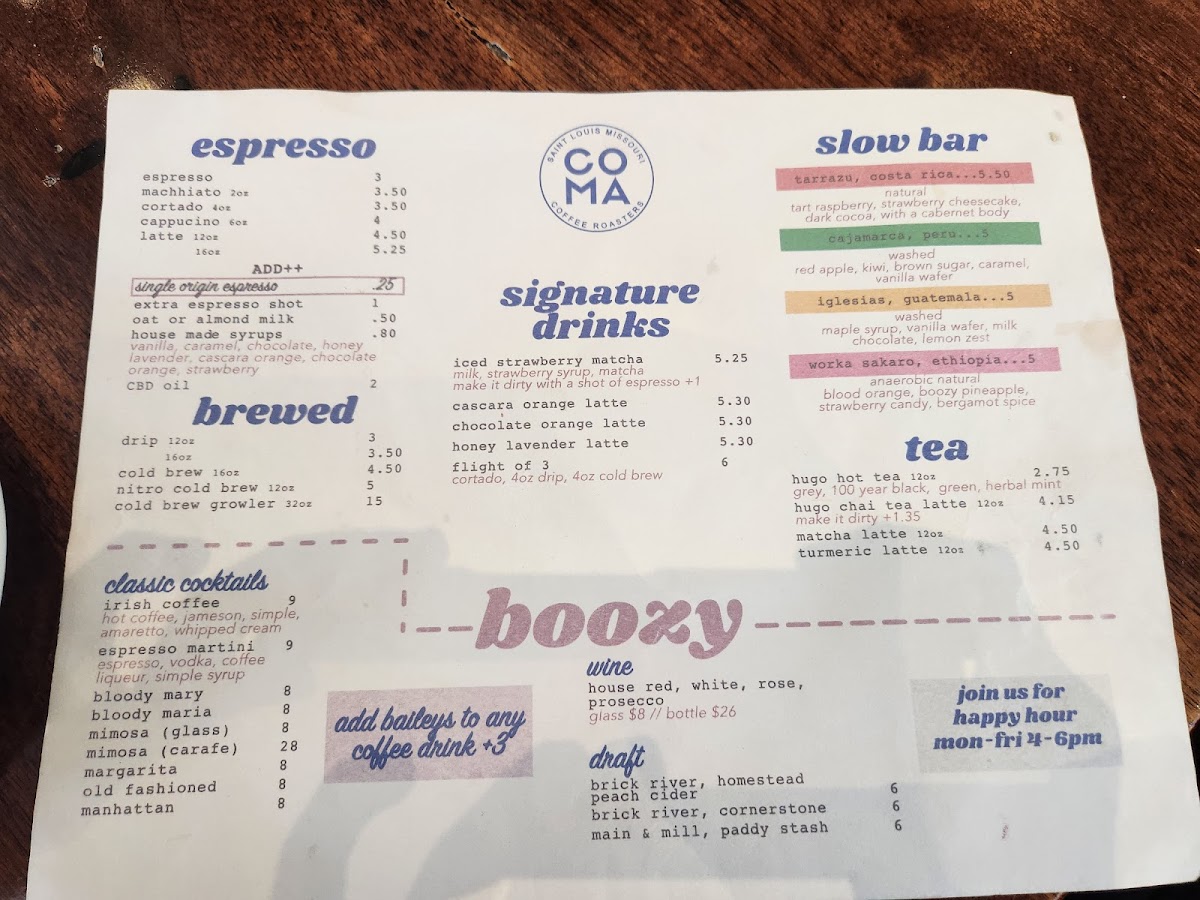 espresso
espresso 3
machhiato 2oz 3.50
cortado 4oz 3.50
cappucino 6oz 4
latte 12oz 4.50
16oz 5.25
ADD++
single origin espresso .25
extra espresso shot 1
oat or almond milk .50
house made syrups .80
vanilla, caramel, chocolate, honey
lavender, cascara orange, chocolate
orange, strawberry
CBD oil 2
brewed
drip 12oz 3
16oz 3.50
cold brew 16oz 4.50
nitro cold brew 12oz 5
cold brew growler 32oz 15
SAINT LOUIS MISSOURI
CO
MA
COFFEE ROASTERS
signature
drinks
iced strawberry matcha 5.25
milk, strawberry syrup, matcha
make it dirty with a shot of espresso +1
cascara orange latte 5.30
chocolate orange latte 5.30
honey lavender latte 5.30
flight of 3 6
cortado, 4oz drip, 4oz cold brew
slow bar
tarrazu, costa rica...5.50
natural
tart raspberry, strawberry cheesecake,
dark cocoa, with a cabernet body
cajamarca, peru...5
washed
red apple, kiwi, brown sugar, caramel,
vanilla wafer
iglesias, guatemala...5
washed
maple syrup, vanilla wafer, milk
chocolate, lemon zest
worka sakaro, ethiopia...5
anaerobic natural
blood orange, boozy pineapple,
strawberry candy, bergamot spice
tea
hugo hot tea 12oz 2.75
grey, 100 year black, green, herbal mint
hugo chai tea latte 12oz 4.15
make it dirty +1.35
matcha latte 12oz 4.50
turmeric latte 12oz 4.50
boozy
classic cocktails
irish coffee 9
hot coffee, jameson, simple,
amaretto, whipped cream
espresso martini 9
espresso, vodka, coffee
liqueur, simple syrup
bloody mary 8
bloody maria 8
mimosa (glass) 8
mimosa (carafe) 28
margarita 8
old fashioned 8
manhattan 8
add baileys to any
coffee drink +3
wine
house red, white, rose,
prosecco
glass $8 // bottle $26
draft
brick river, homestead
peach cider 6
brick river, cornerstone 6
main & mill, paddy stash 6
join us for
happy hour
mon-fri 4-6pm